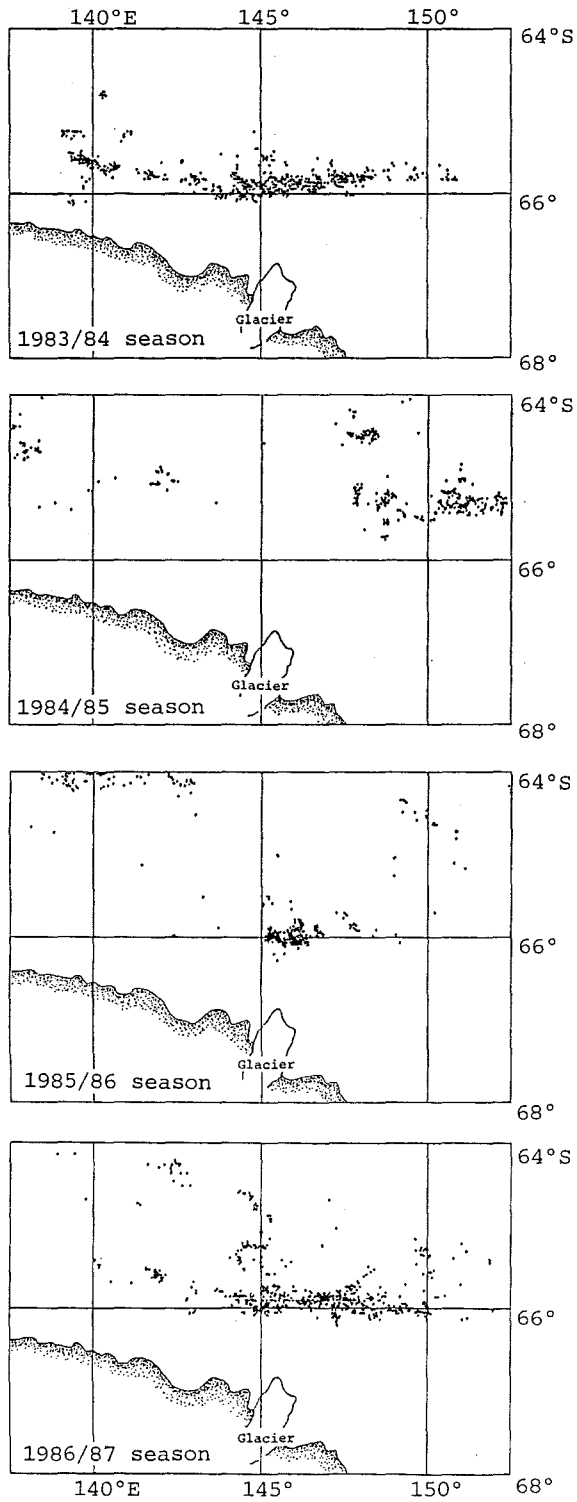 140°E 145° 150° 64°S
66°
Glacier
1983/84 season
68°
64°S
66°
Glacier
1984/85 season
68°
64°S
66°
Glacier
1985/86 season
68°
64°S
66°
Glacier
1986/87 season
68°
140°E 145° 150°